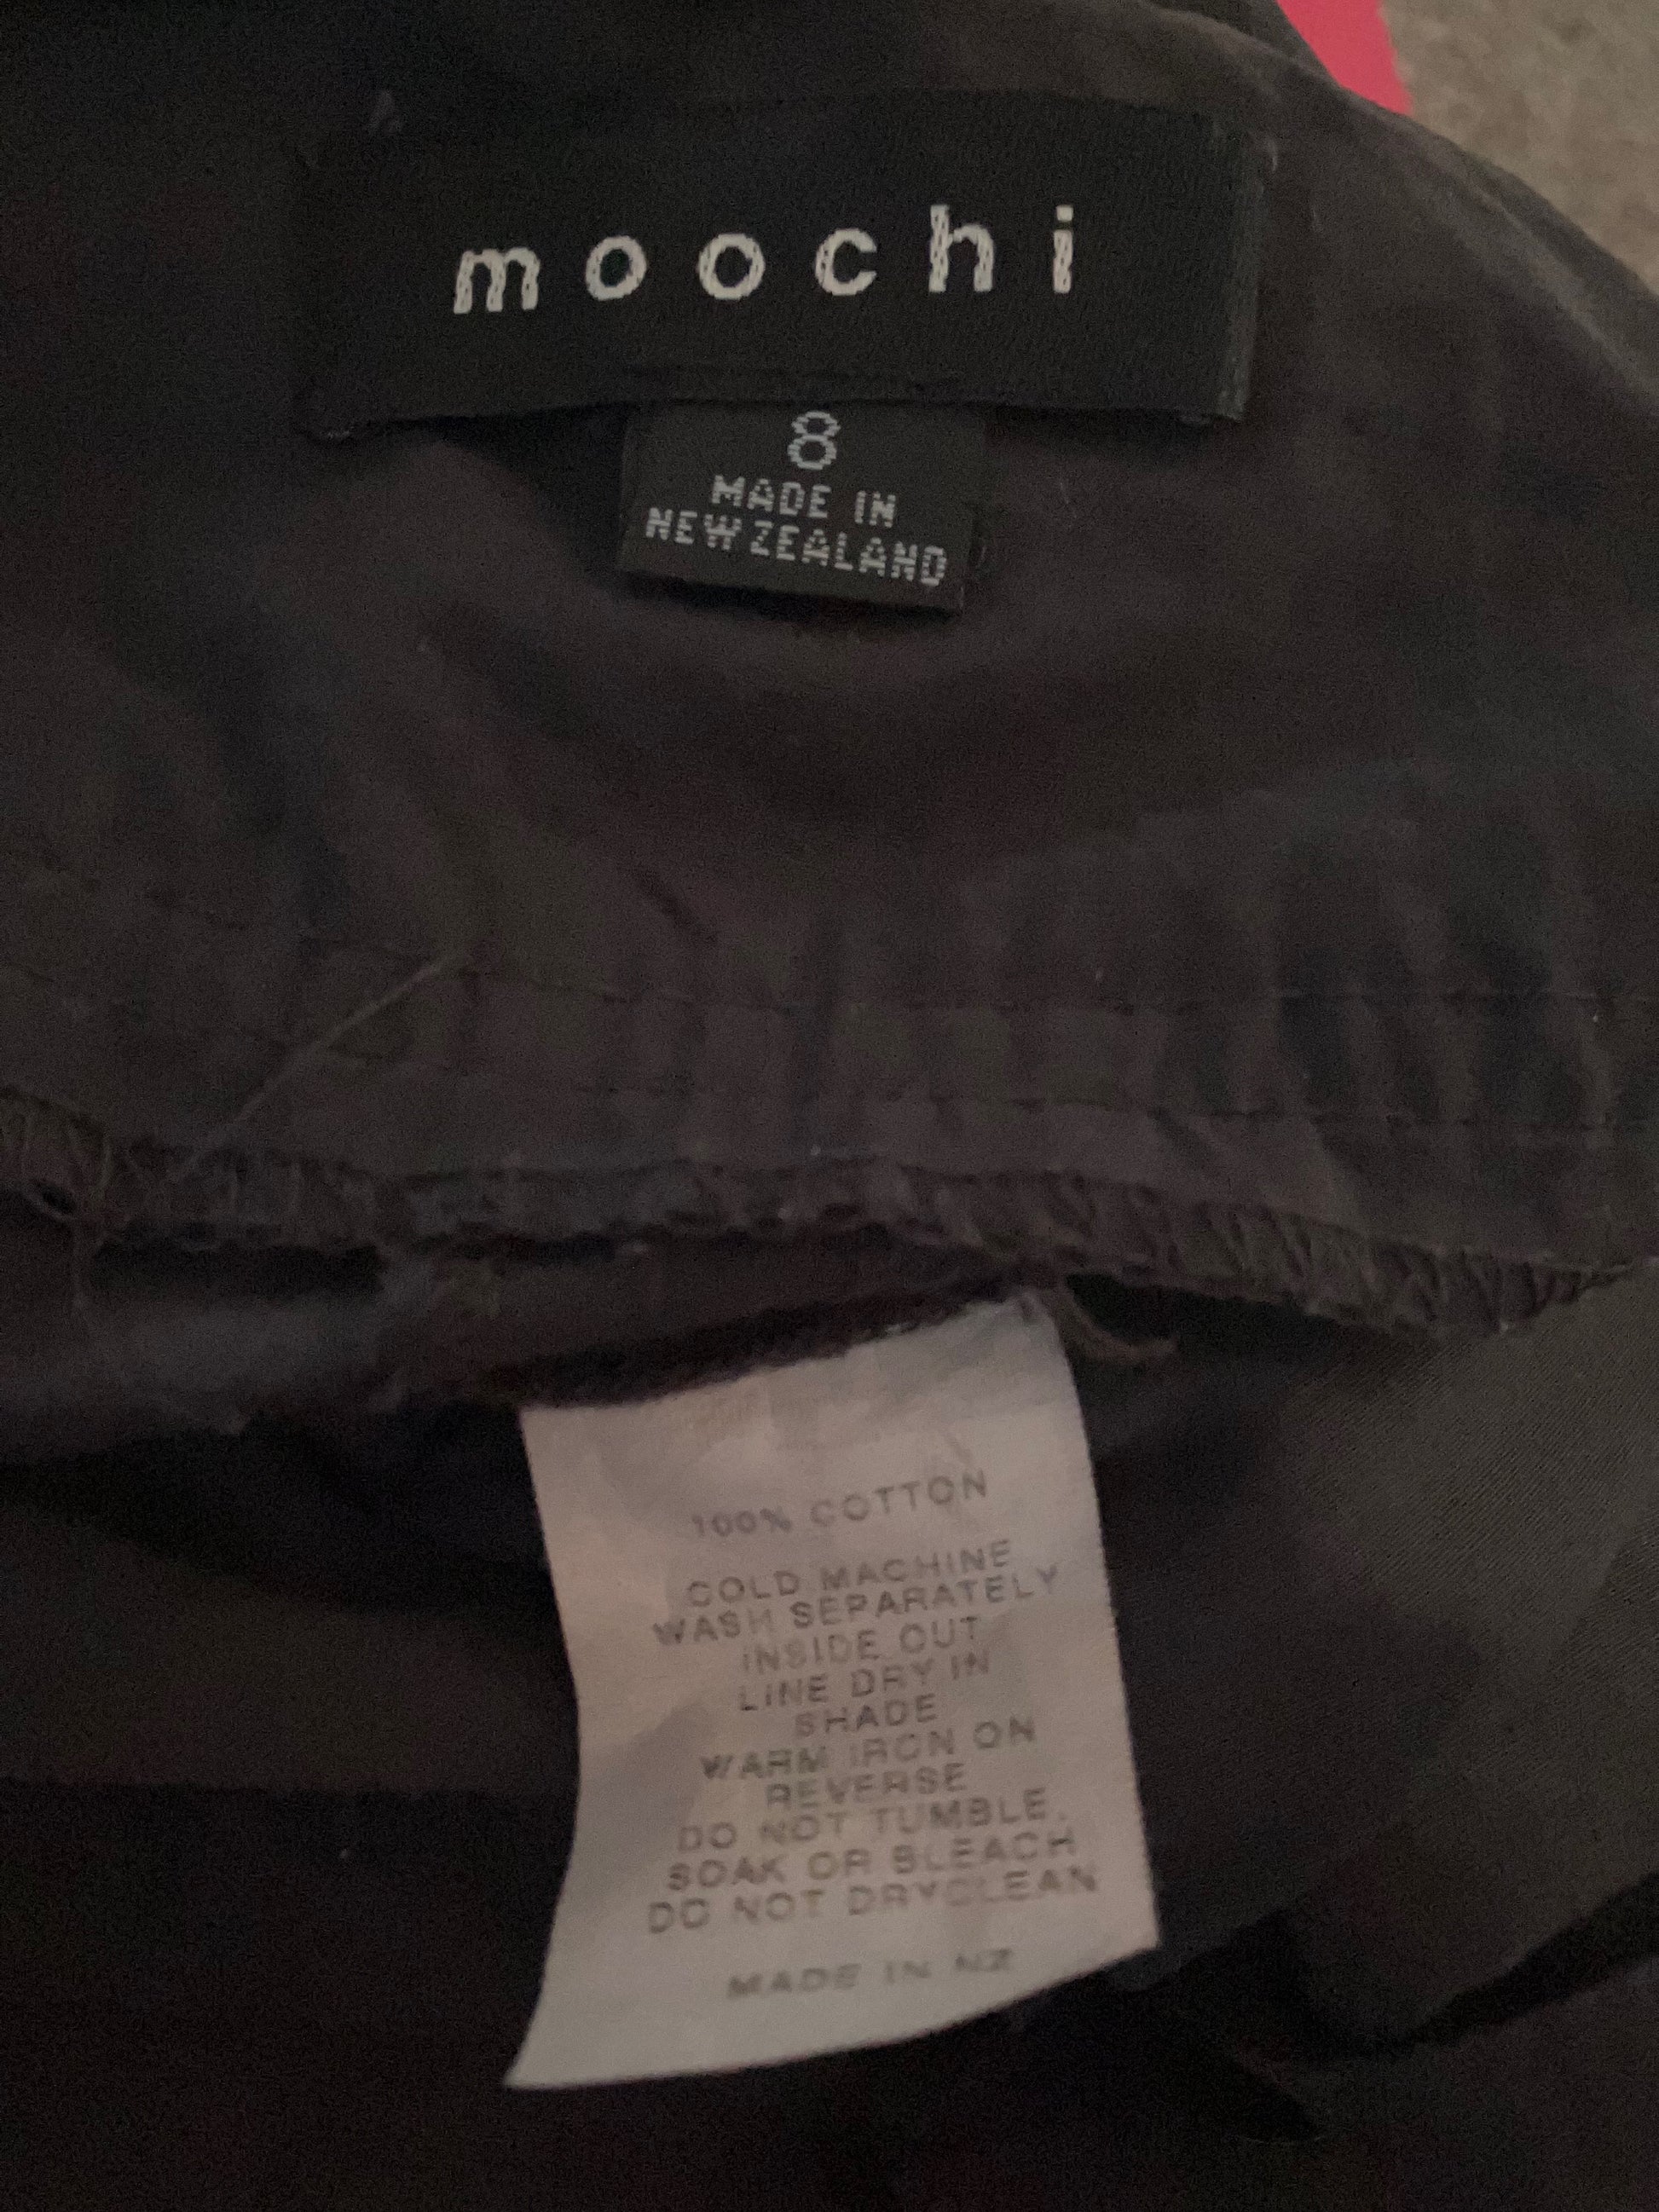 moochi
8
MADE IN
NEW ZEALAND
100% COTTON
COLD MACHINE
WASH SEPARATELY
INSIDE OUT
LINE DRY IN
SHADE
WARM IRON ON
REVERSE
DO NOT TUMBLE,
SOAK OR BLEACH
DO NOT DRYCLEAN
MADE IN NZ